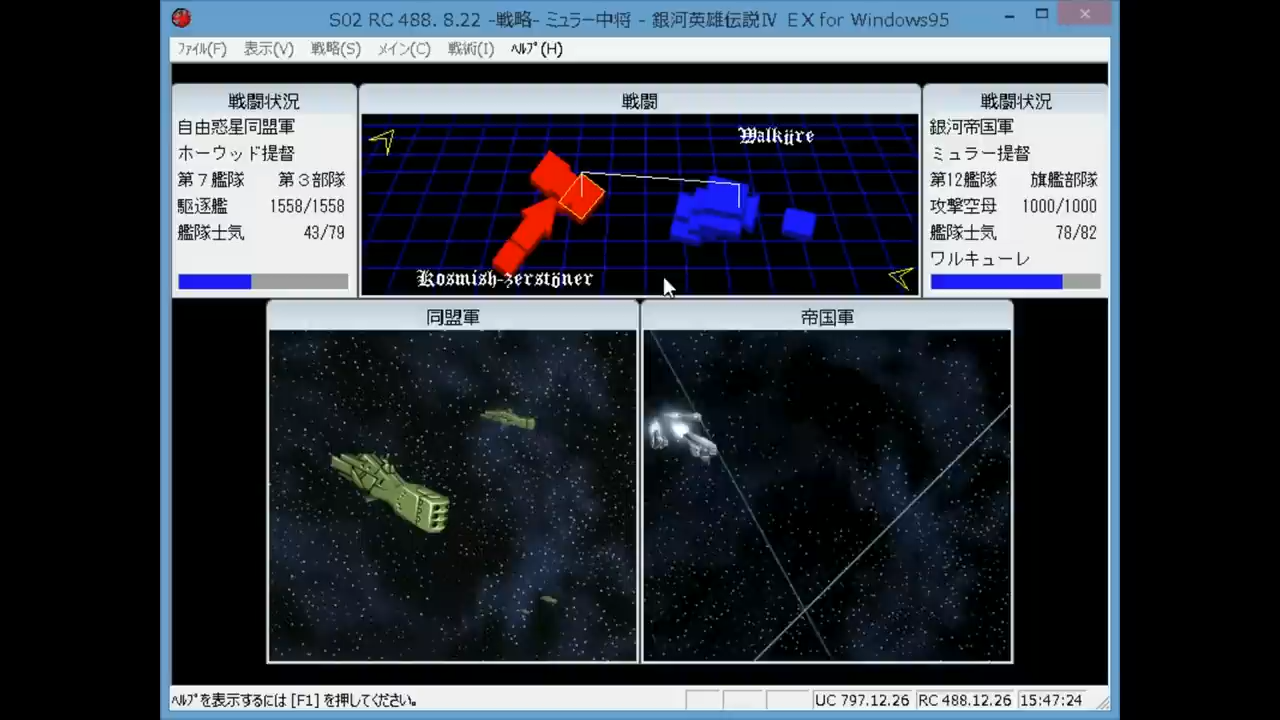 S02 RC 488. 8.22 -戦略- ミュラー中将 - 銀河英雄伝説Ⅳ EX for Windows95
ﾌｧｲﾙ(F) 表示(V) 戦略(S) メイン(C) 戦術(I) ﾍﾙﾌﾟ(H)
戦闘状況
自由惑星同盟軍
ホーウッド提督
第７艦隊 第３部隊
駆逐艦 1558/1558
艦隊士気 43/79
戦闘
Walküre
Kosmish-zerstöner
戦闘状況
銀河帝国軍
ミュラー提督
第12艦隊 旗艦部隊
攻撃空母 1000/1000
艦隊士気 78/82
ワルキューレ
同盟軍
帝国軍
ﾍﾙﾌﾟを表示するには [F1] を押してください。
UC 797.12.26 RC 488.12.26 15:47:24